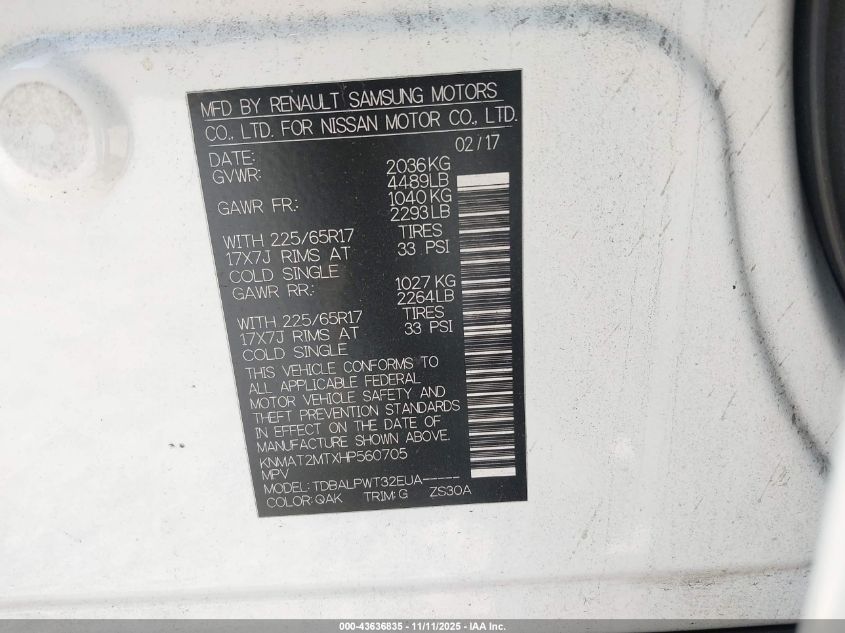 MFD BY RENAULT SAMSUNG MOTORS
CO., LTD. FOR NISSAN MOTOR CO., LTD.
DATE: 02/17
GVWR: 2036KG
4489LB
GAWR FR: 1040KG
2293LB
WITH 225/65R17 TIRES
17X7J RIMS AT 33 PSI
COLD SINGLE
GAWR RR: 1027KG
2264LB
WITH 225/65R17 TIRES
17X7J RIMS AT 33 PSI
COLD SINGLE
THIS VEHICLE CONFORMS TO
ALL APPLICABLE FEDERAL
MOTOR VEHICLE SAFETY AND
THEFT PREVENTION STANDARDS
IN EFFECT ON THE DATE OF
MANUFACTURE SHOWN ABOVE.
KNMAT2MTXHP560705
MPV
MODEL: TDBALPWT32EUA-----
COLOR: QAK TRIM: G ZS30A
000-43636835 - 11/11/2025 - IAA Inc.